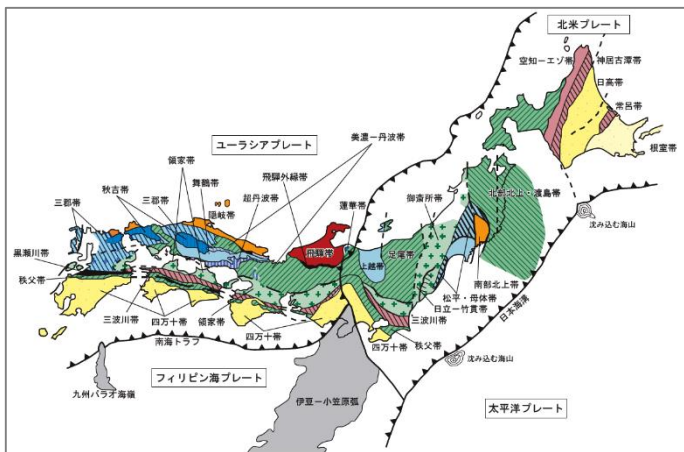 北米プレート
空知ーエゾ帯
神居古潭帯
日高帯
常呂帯
根室帯
ユーラシアプレート
美濃ー丹波帯
領家帯
飛騨外縁帯
舞鶴帯
秋吉帯
超丹波帯
蓮華帯
御斎所帯
北部北上・渡島帯
三郡帯
三郡帯
隠岐帯
飛騨帯
上越帯
足尾帯
黒瀬川帯
秩父帯
沈み込む海山
南部北上帯
松平・母体帯
日立ー竹貫帯
日本海溝
三波川帯
四万十帯
領家帯
四万十帯
三波川帯
秩父帯
四万十帯
南海トラフ
フィリピン海プレート
沈み込む海山
九州パラオ海嶺
伊豆ー小笠原弧
太平洋プレート